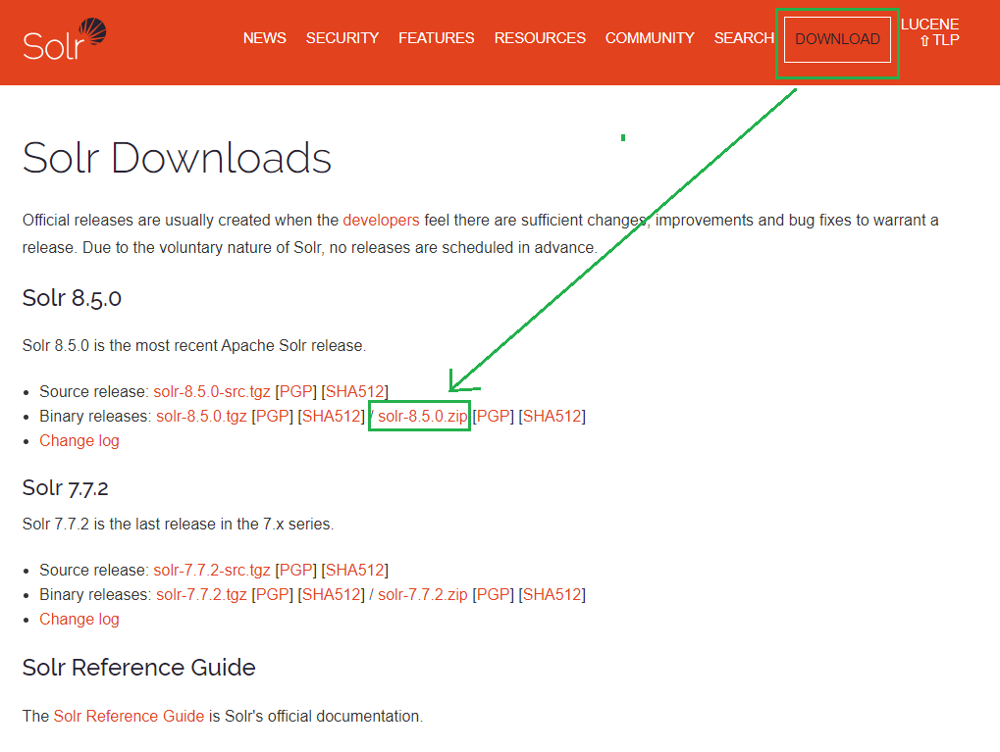 Solr
NEWS SECURITY FEATURES RESOURCES COMMUNITY SEARCH DOWNLOAD LUCENE
⇧ TLP
Solr Downloads
Official releases are usually created when the developers feel there are sufficient changes, improvements and bug fixes to warrant a
release. Due to the voluntary nature of Solr, no releases are scheduled in advance.
Solr 8.5.0
Solr 8.5.0 is the most recent Apache Solr release.
• Source release: solr-8.5.0-src.tgz [PGP] [SHA512]
• Binary releases: solr-8.5.0.tgz [PGP] [SHA512] / solr-8.5.0.zip [PGP] [SHA512]
• Change log
Solr 7.7.2
Solr 7.7.2 is the last release in the 7.x series.
• Source release: solr-7.7.2-src.tgz [PGP] [SHA512]
• Binary releases: solr-7.7.2.tgz [PGP] [SHA512] / solr-7.7.2.zip [PGP] [SHA512]
• Change log
Solr Reference Guide
The Solr Reference Guide is Solr's official documentation.